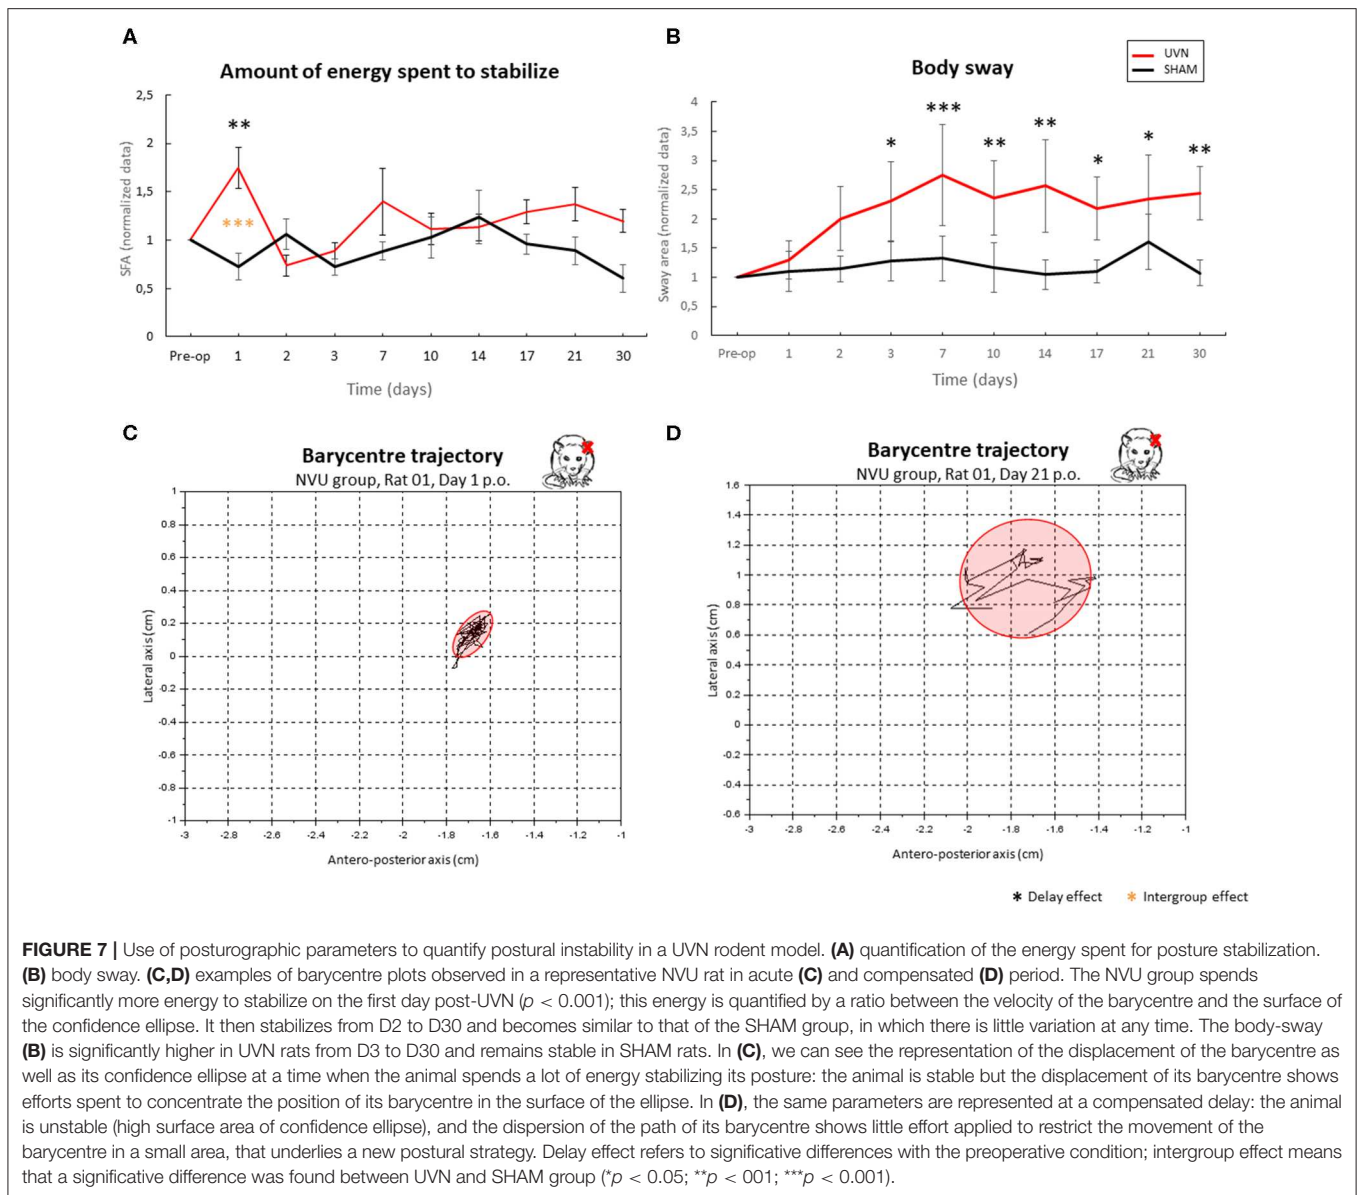 A
Amount of energy spent to stabilize
SFA (normalized data)
2,5
2
1,5
1
0,5
0
**
***
Pre-op 1 2 3 7 10 14 17 21 30
Time (days)
B
Body sway
UVN
SHAM
Sway area (normalized data)
4
3,5
3
2,5
2
1,5
1
0,5
0
* *** ** ** * * **
Pre-op 1 2 3 7 10 14 17 21 30
Time (days)
C
Barycentre trajectory
NVU group, Rat 01, Day 1 p.o.
Lateral axis (cm)
1
0.8
0.6
0.4
0.2
0
-0.2
-0.4
-0.6
-0.8
-1
-3 -2.8 -2.6 -2.4 -2.2 -2 -1.8 -1.6 -1.4 -1.2 -1
Antero-posterior axis (cm)
D
Barycentre trajectory
NVU group, Rat 01, Day 21 p.o.
Lateral axis (cm)
1.6
1.4
1.2
1
0.8
0.6
0.4
0.2
0
-0.2
-0.4
-0.6
-3 -2.8 -2.6 -2.4 -2.2 -2 -1.8 -1.6 -1.4 -1.2 -1
Antero-posterior axis (cm)
* Delay effect * Intergroup effect
FIGURE 7 | Use of posturographic parameters to quantify postural instability in a UVN rodent model. (A) quantification of the energy spent for posture stabilization.
(B) body sway. (C,D) examples of barycentre plots observed in a representative NVU rat in acute (C) and compensated (D) period. The NVU group spends
significantly more energy to stabilize on the first day post-UVN (p < 0.001); this energy is quantified by a ratio between the velocity of the barycentre and the surface of
the confidence ellipse. It then stabilizes from D2 to D30 and becomes similar to that of the SHAM group, in which there is little variation at any time. The body-sway
(B) is significantly higher in UVN rats from D3 to D30 and remains stable in SHAM rats. In (C), we can see the representation of the displacement of the barycentre as
well as its confidence ellipse at a time when the animal spends a lot of energy stabilizing its posture: the animal is stable but the displacement of its barycentre shows
efforts spent to concentrate the position of its barycentre in the surface of the ellipse. In (D), the same parameters are represented at a compensated delay: the animal
is unstable (high surface area of confidence ellipse), and the dispersion of the path of its barycentre shows little effort applied to restrict the movement of the
barycentre in a small area, that underlies a new postural strategy. Delay effect refers to significative differences with the preoperative condition; intergroup effect means
that a significative difference was found between UVN and SHAM group (*p < 0.05; **p < 001; ***p < 0.001).